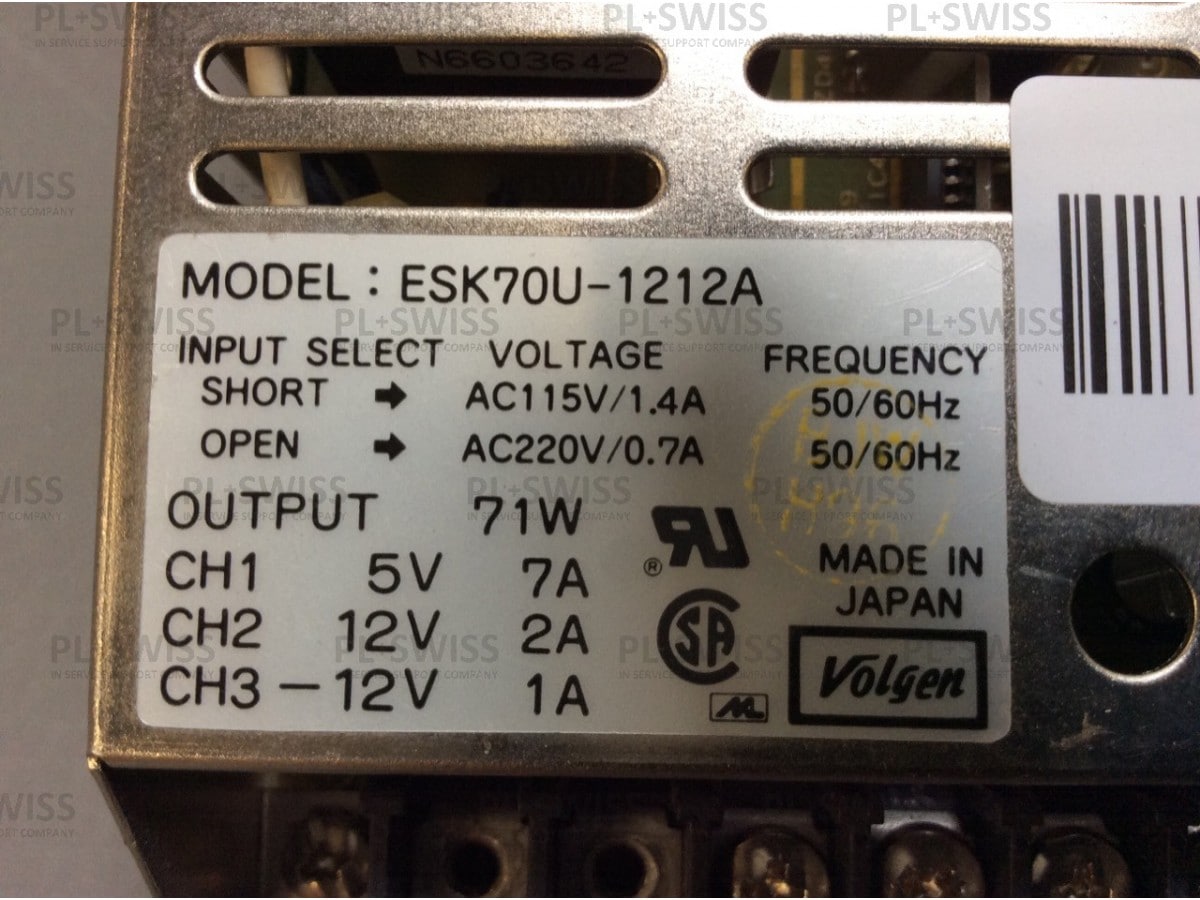 PL+SWISS
IN SERVICE SUPPORT COMPANY
N6603642
MODEL : ESK70U-1212A
INPUT SELECT VOLTAGE FREQUENCY
SHORT ➡ AC115V/1.4A 50/60Hz
OPEN ➡ AC220V/0.7A 50/60Hz
OUTPUT 71W
CH1 5V 7A
CH2 12V 2A
CH3 -12V 1A
® RU
SA
MADE IN
JAPAN
Volgen